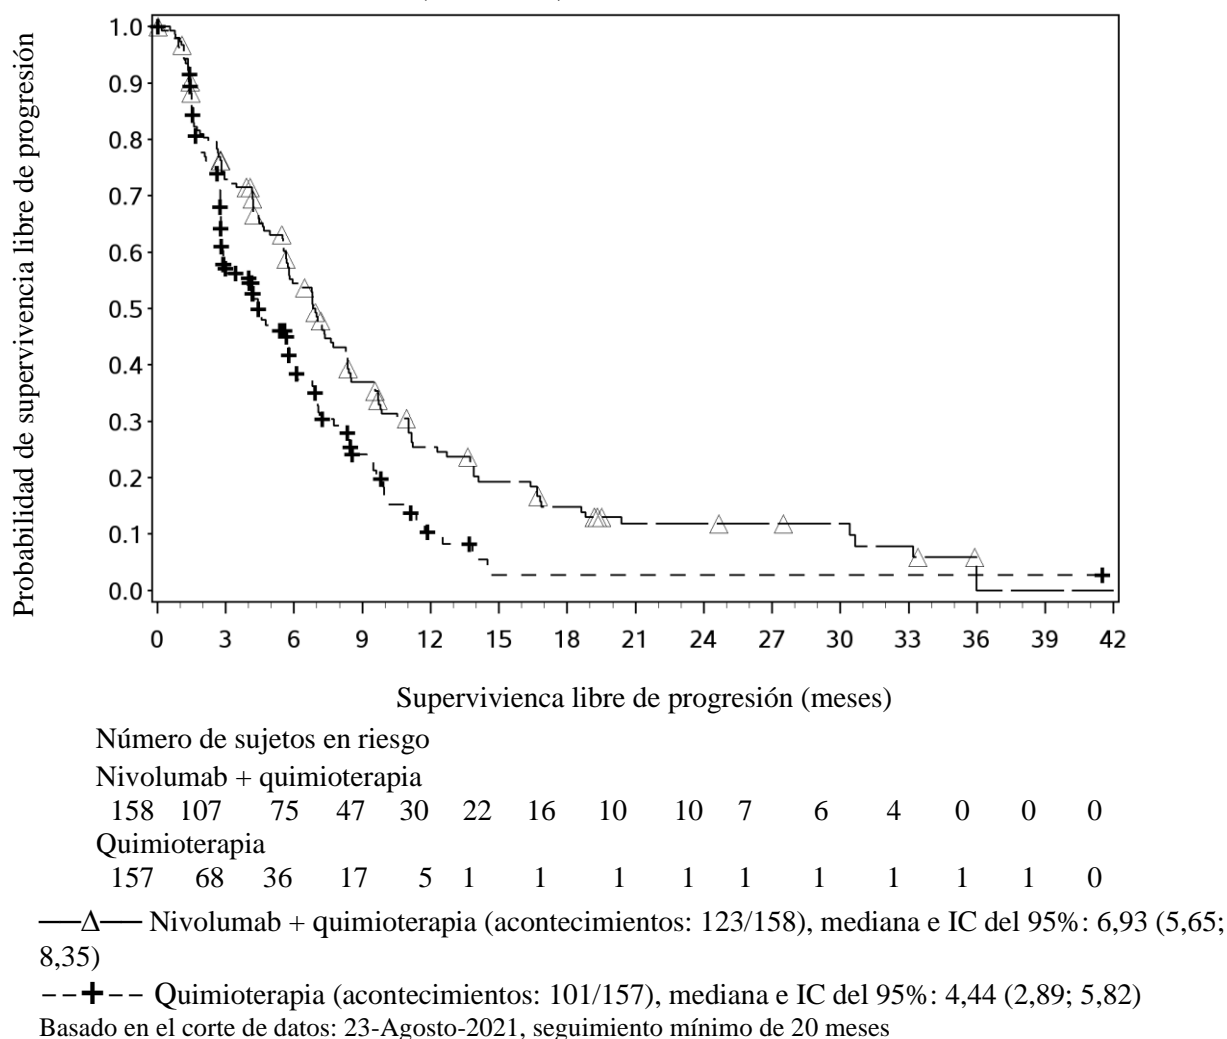 Probabilidad de supervivencia libre de progresión
1.0
0.9
0.8
0.7
0.6
0.5
0.4
0.3
0.2
0.1
0.0
0 3 6 9 12 15 18 21 24 27 30 33 36 39 42
Supervivienca libre de progresión (meses)
Número de sujetos en riesgo
Nivolumab + quimioterapia
158 107 75 47 30 22 16 10 10 7 6 4 0 0 0
Quimioterapia
157 68 36 17 5 1 1 1 1 1 1 1 1 1 0
——Δ—— Nivolumab + quimioterapia (acontecimientos: 123/158), mediana e IC del 95%: 6,93 (5,65;
8,35)
--+-- Quimioterapia (acontecimientos: 101/157), mediana e IC del 95%: 4,44 (2,89; 5,82)
Basado en el corte de datos: 23-Agosto-2021, seguimiento mínimo de 20 meses